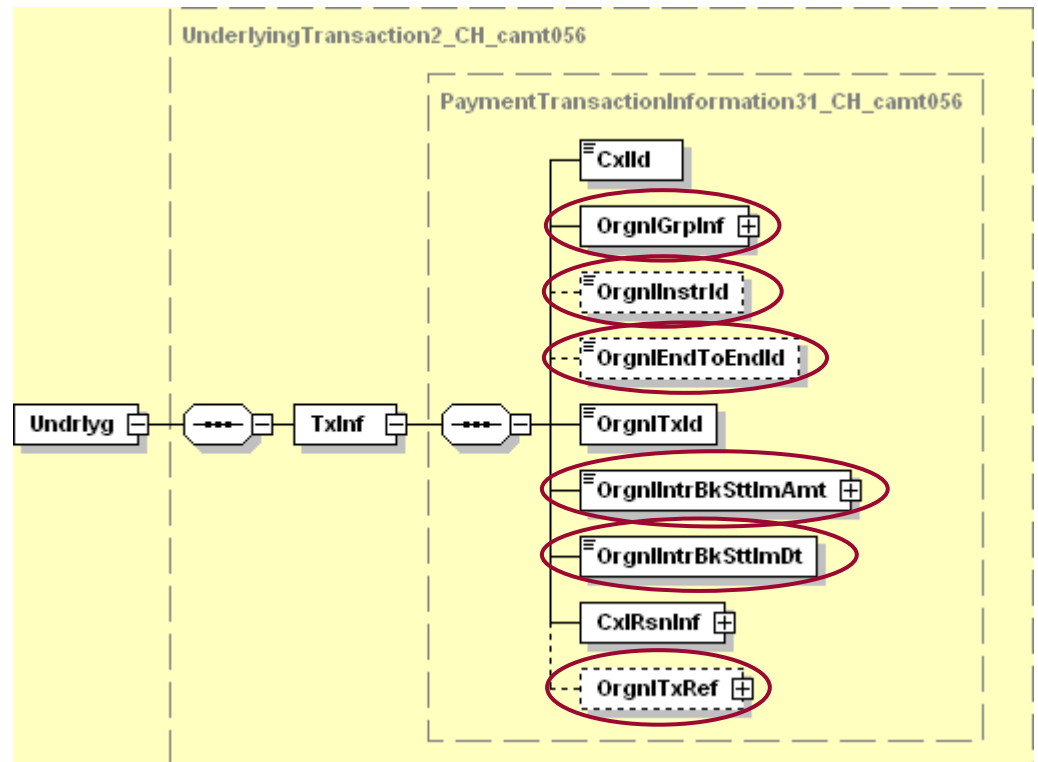 UnderlyingTransaction2_CH_camt056
PaymentTransactionInformation31_CH_camt056
CxlId
OrgnlGrpInf
OrgnlInstrId
OrgnlEndToEndId
Undrlyg
TxInf
OrgnlTxId
OrgnlIntrBkSttlmAmt
OrgnlIntrBkSttlmDt
CxlRsnInf
OrgnlTxRef